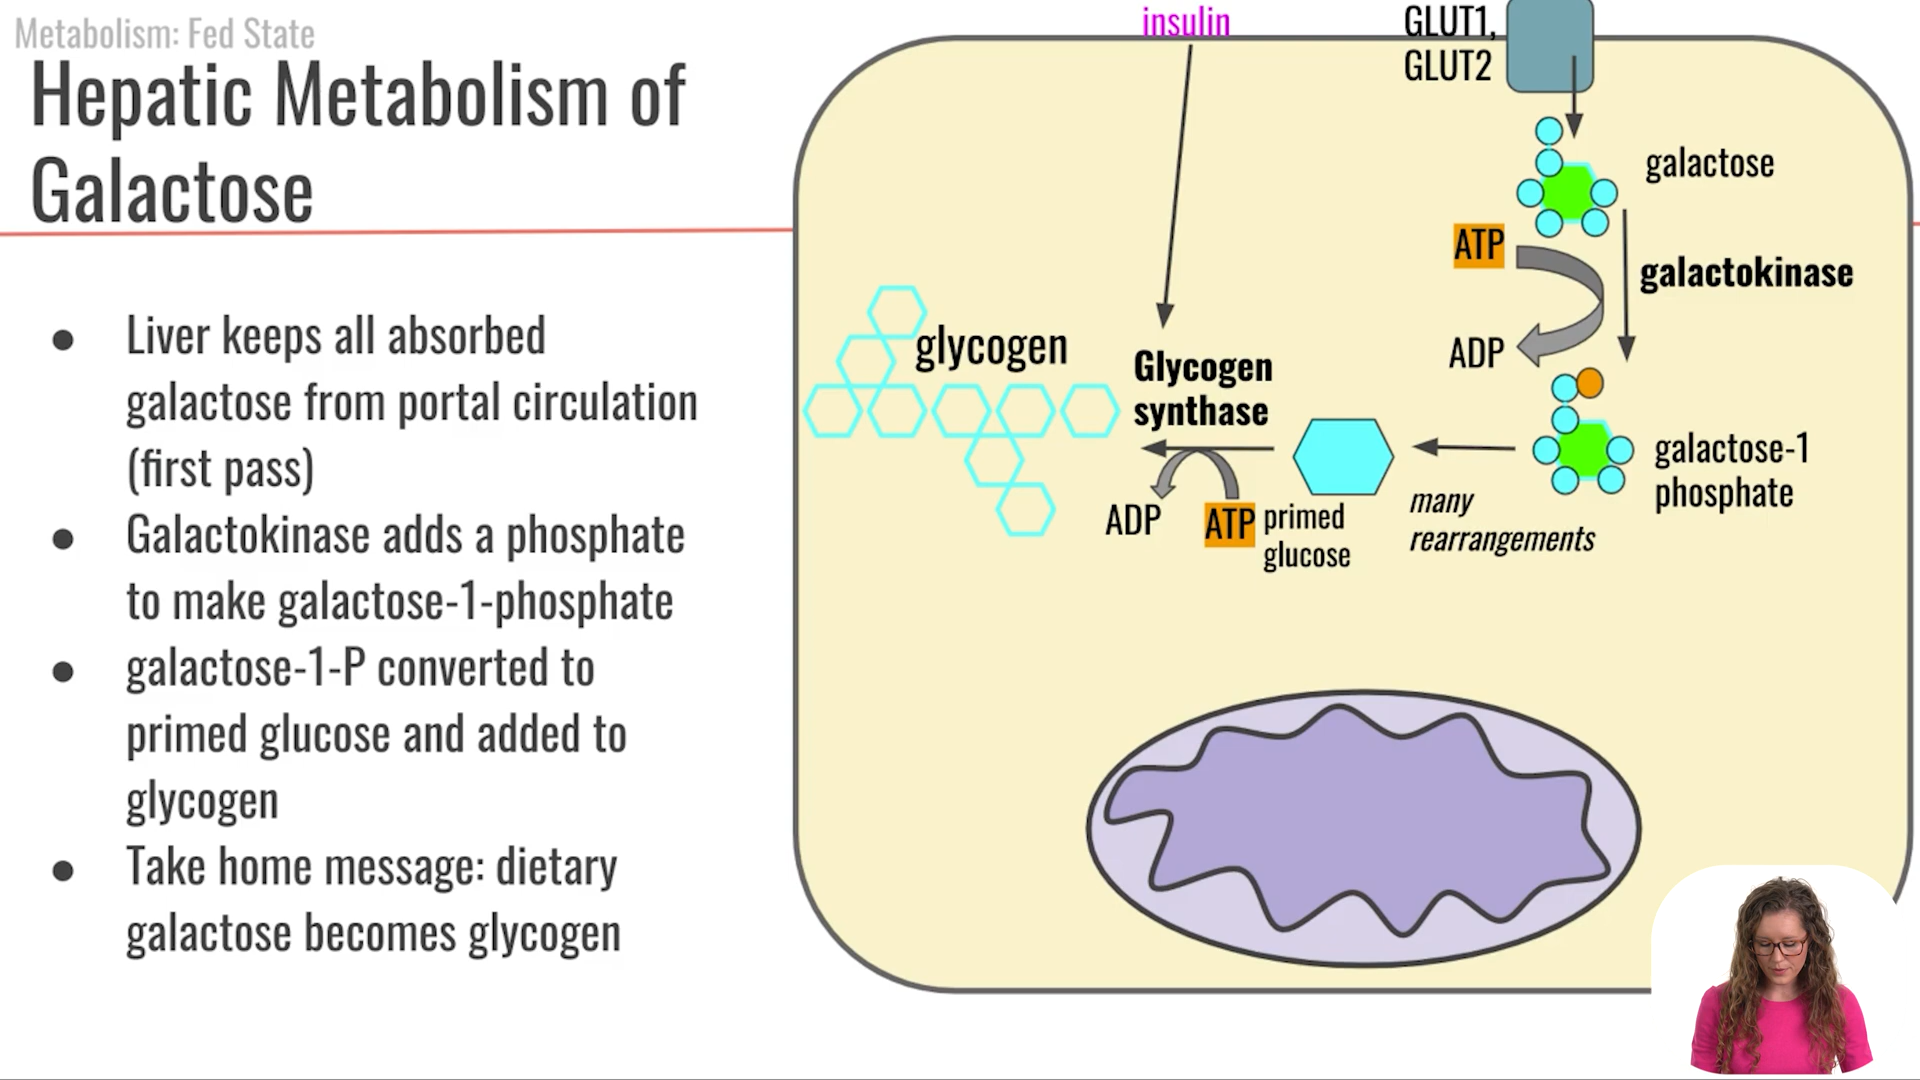 Metabolism: Fed State
Hepatic Metabolism of
Galactose
● Liver keeps all absorbed
galactose from portal circulation
(first pass)
● Galactokinase adds a phosphate
to make galactose-1-phosphate
● galactose-1-P converted to
primed glucose and added to
glycogen
● Take home message: dietary
galactose becomes glycogen
insulin
GLUT1,
GLUT2
galactose
ATP
galactokinase
ADP
glycogen
Glycogen
synthase
galactose-1
phosphate
ADP
ATP
primed
glucose
many
rearrangements